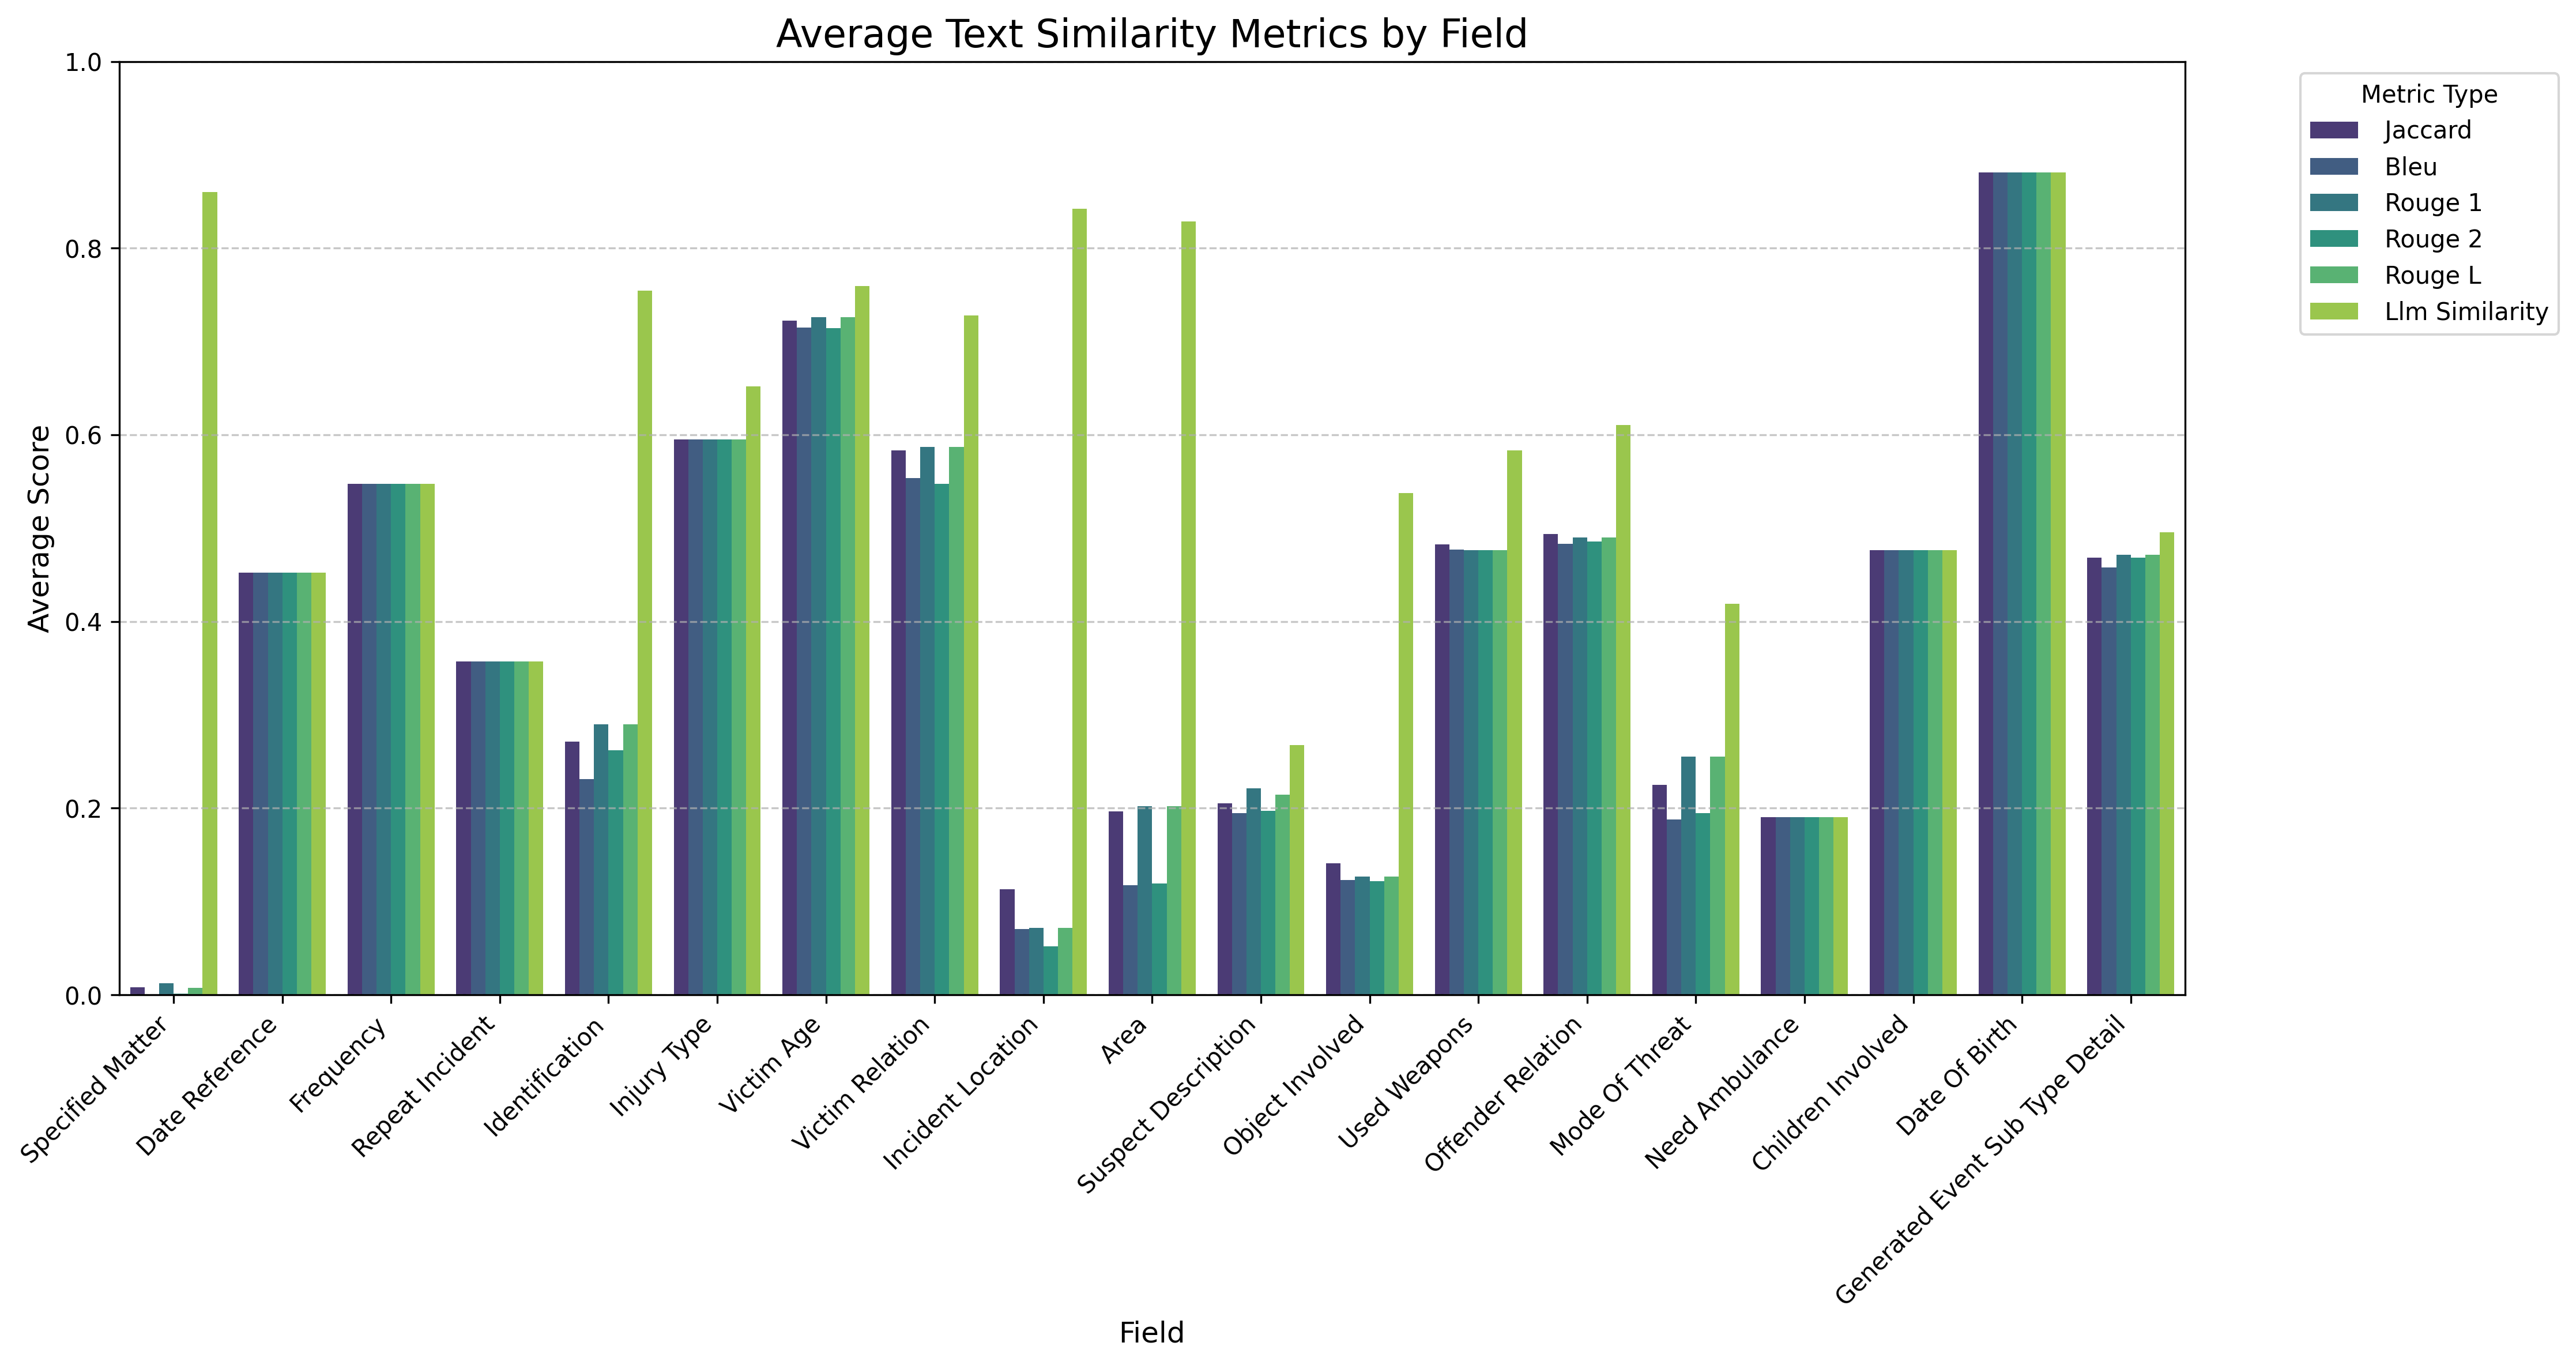 Average Text Similarity Metrics by Field
Average Score
1.0
0.8
0.6
0.4
0.2
0.0
Metric Type
Jaccard
Bleu
Rouge 1
Rouge 2
Rouge L
Llm Similarity
Specified Matter
Date Reference
Frequency
Repeat Incident
Identification
Injury Type
Victim Age
Victim Relation
Incident Location
Area
Suspect Description
Object Involved
Used Weapons
Offender Relation
Mode Of Threat
Need Ambulance
Children Involved
Date Of Birth
Generated Event Sub Type Detail
Field